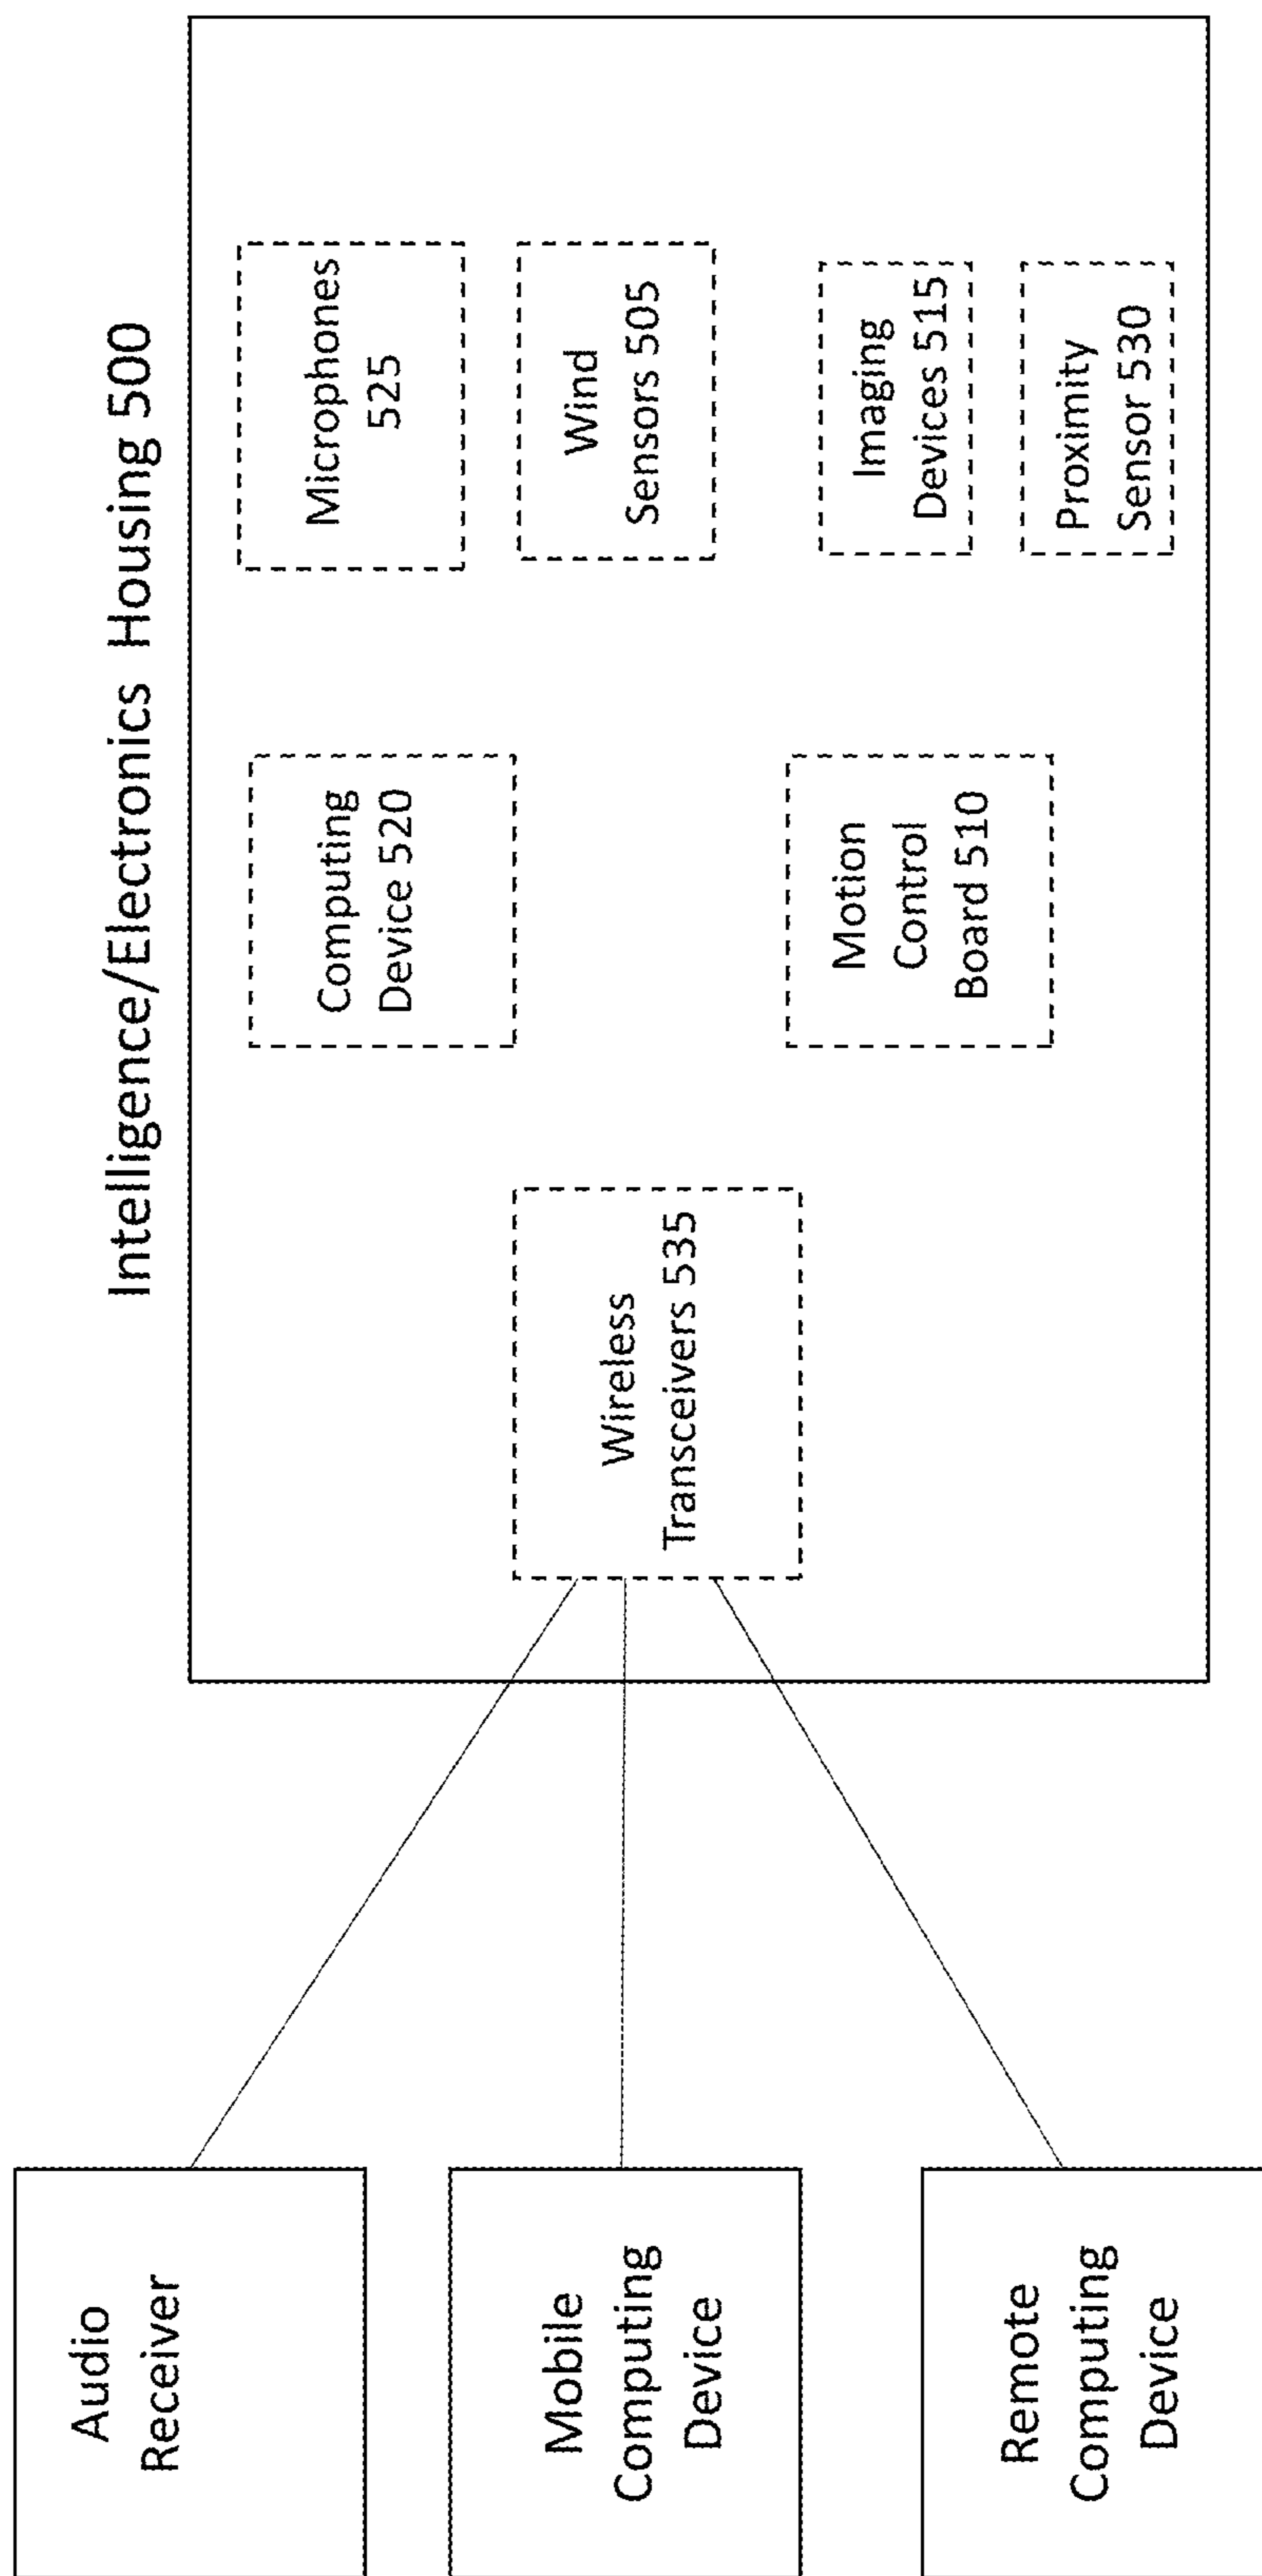 Intelligence/Electronics Housing 500
Audio
Receiver
Mobile
Computing
Device
Remote
Computing
Device
Wireless
Transceivers 535
Computing
Device 520
Motion
Control
Board 510
Microphones
525
Wind
Sensors 505
Imaging
Devices 515
Proximity
Sensor 530